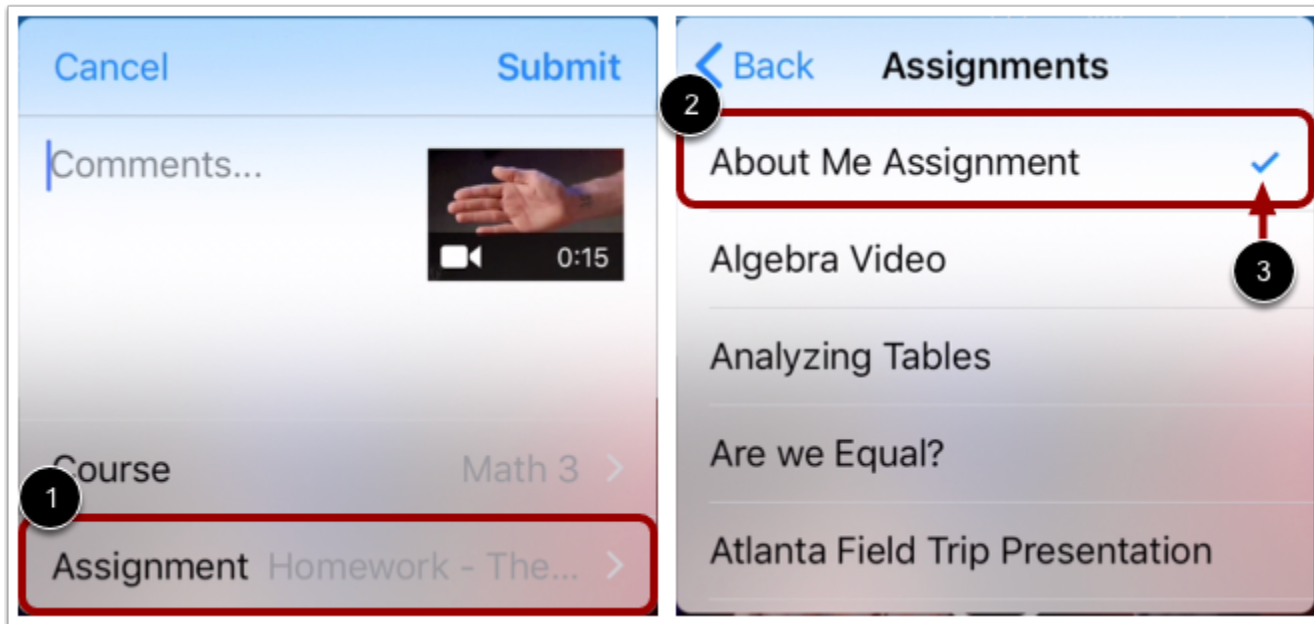 Cancel Submit
Comments...
0:15
Course Math 3
1
Assignment Homework - The...
Back Assignments
2
About Me Assignment
3
Algebra Video
Analyzing Tables
Are we Equal?
Atlanta Field Trip Presentation